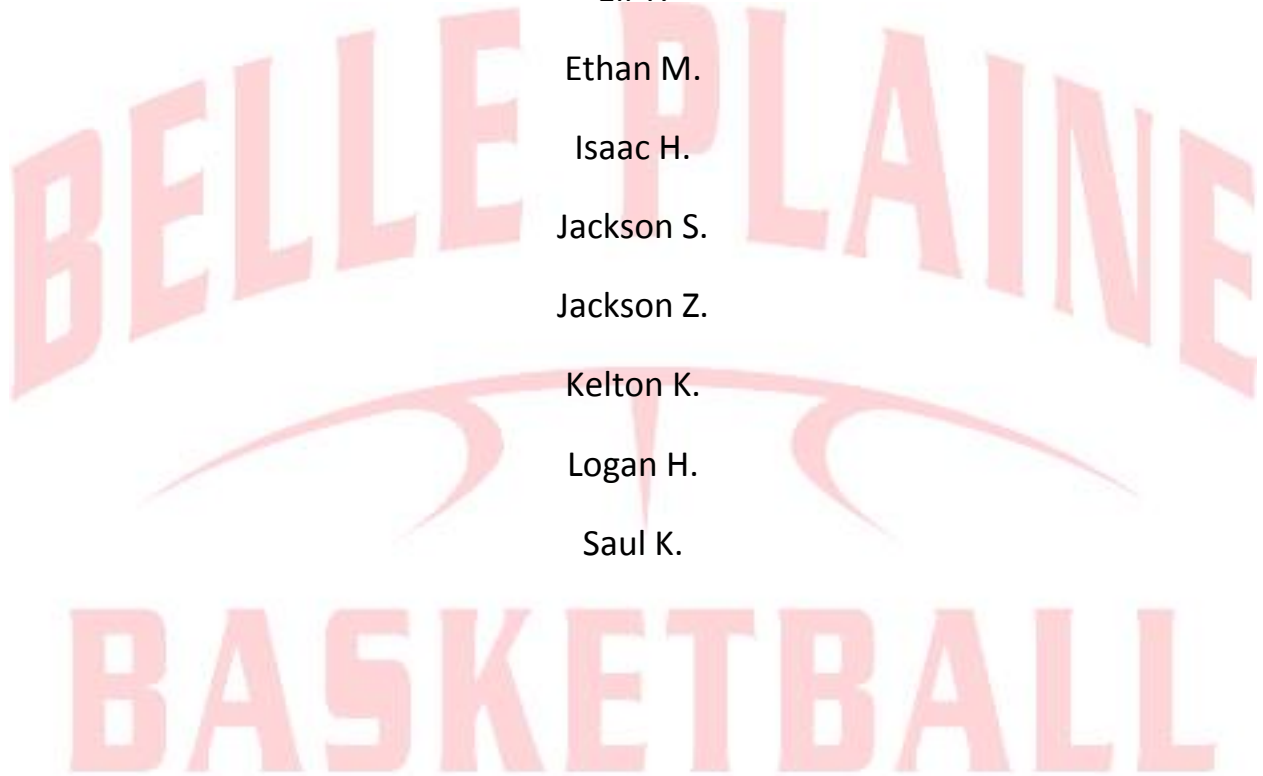 Ethan M.
Isaac H.
Jackson S.
Jackson Z.
Kelton K.
Logan H.
Saul K.
BELLE PLAINE
BASKETBALL